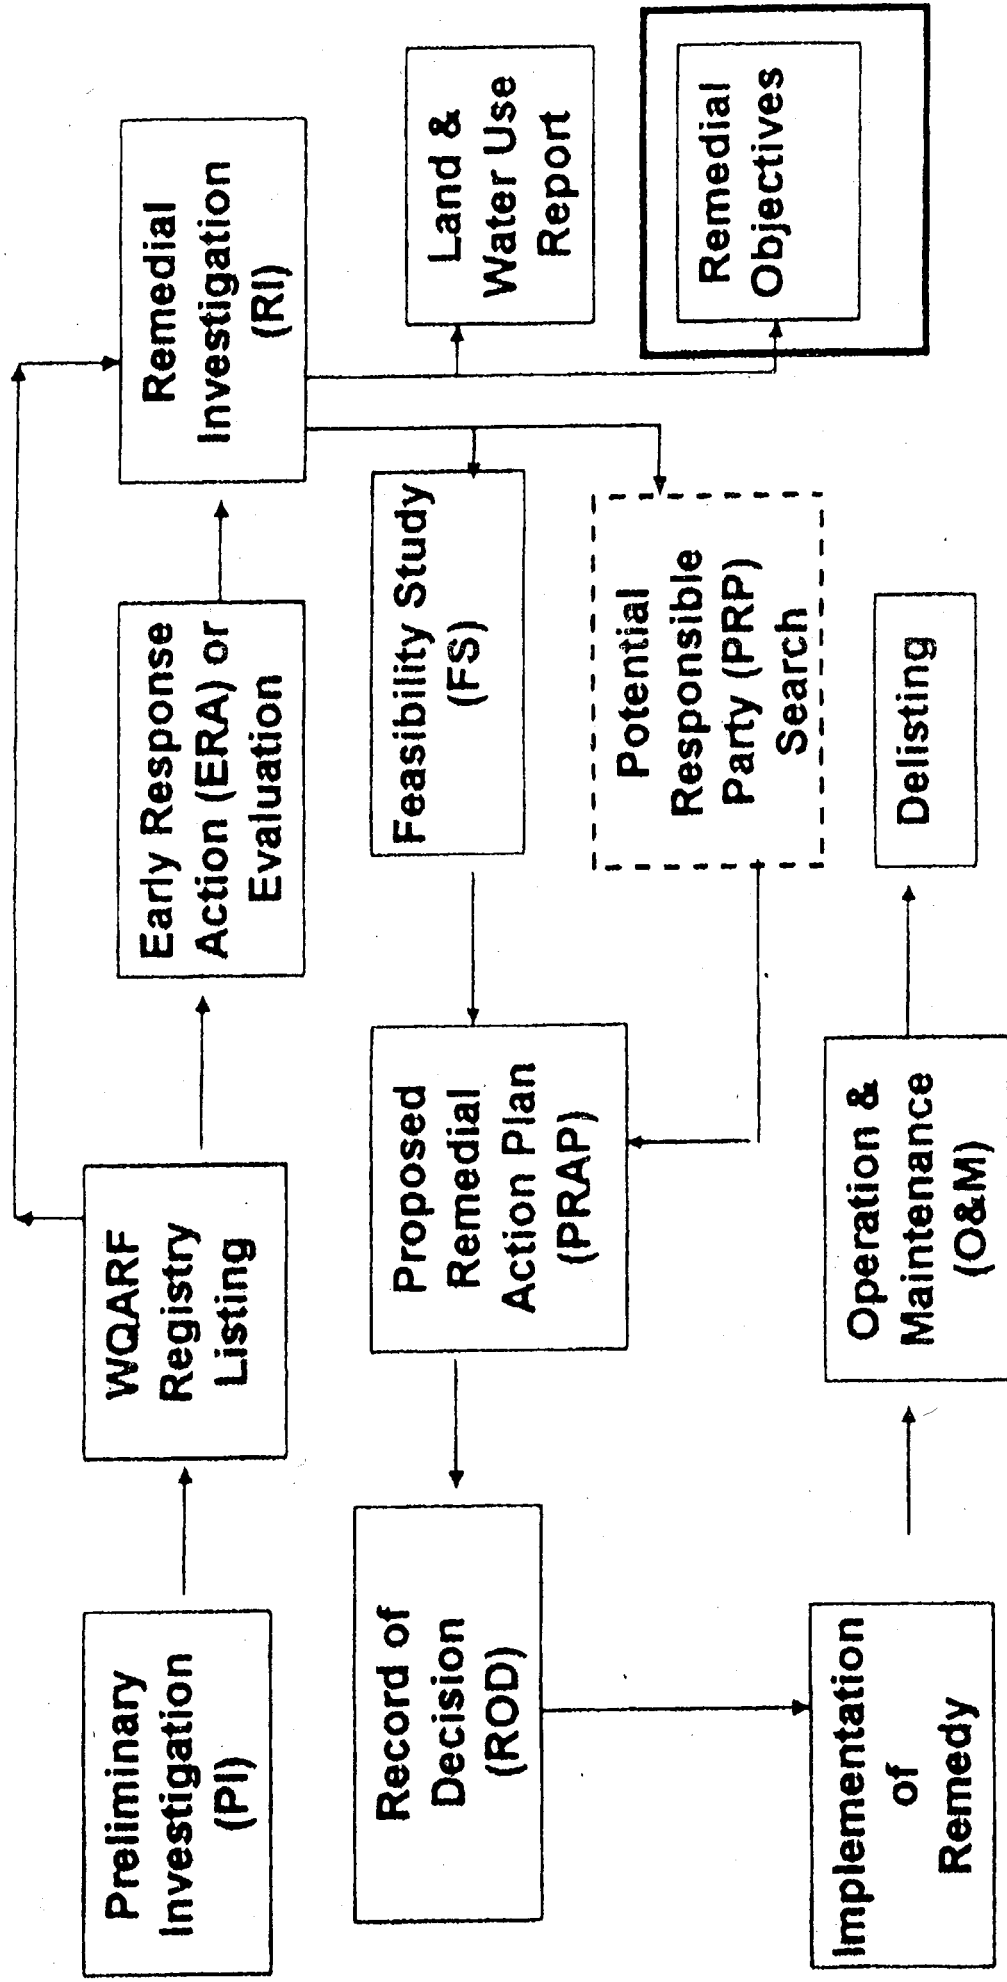 Preliminary
Investigation
(PI)
WQARF
Registry
Listing
Early Response
Action (ERA) or
Evaluation
Remedial
Investigation
(RI)
Land &
Water Use
Report
Remedial
Objectives
Feasibility Study
(FS)
Potential
Responsible
Party (PRP)
Search
Proposed
Remedial
Action Plan
(PRAP)
Record of
Decision
(ROD)
Implementation
of
Remedy
Operation &
Maintenance
(O&M)
Delisting